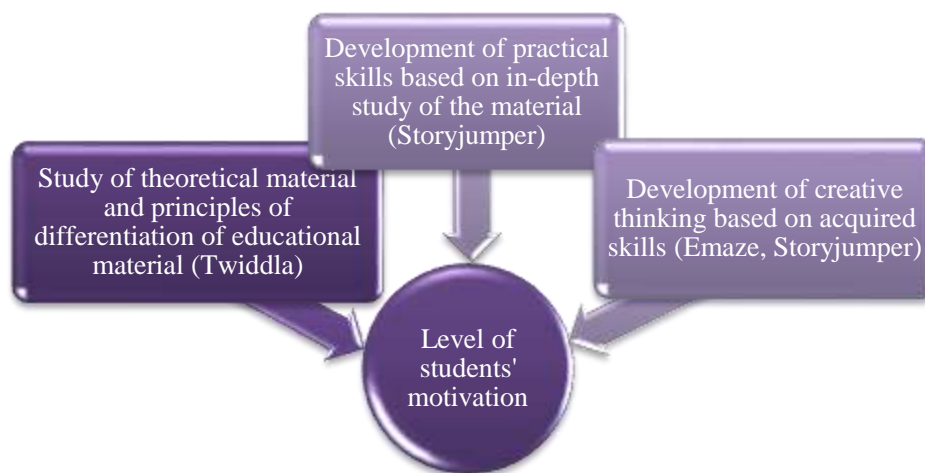 Development of practical
skills based on in-depth
study of the material
(Storyjumper)
Study of theoretical material
and principles of
differentiation of educational
material (Twiddla)
Development of creative
thinking based on acquired
skills (Emaze, Storyjumper)
Level of
students'
motivation